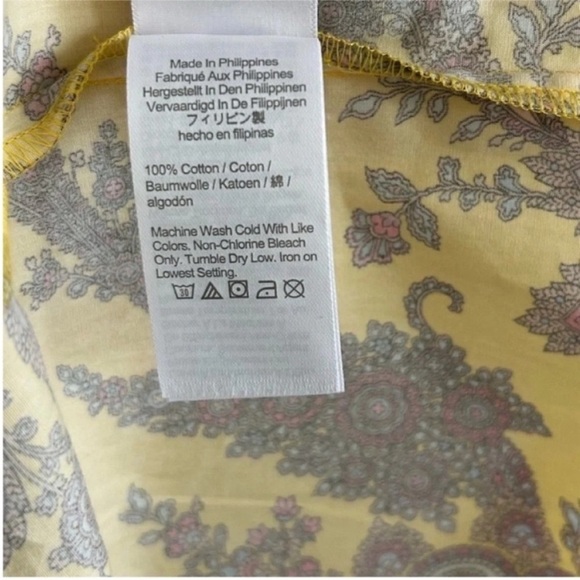 Made In Philippines
Fabriqué Aux Philippines
Hergestellt In Den Philippinen
Vervaardigd In De Filippijnen
フィリピン製
hecho en filipinas
100% Cotton / Coton /
Baumwolle / Katoen / 綿 /
algodón
Machine Wash Cold With Like
Colors. Non-Chlorine Bleach
Only. Tumble Dry Low. Iron on
Lowest Setting.
30